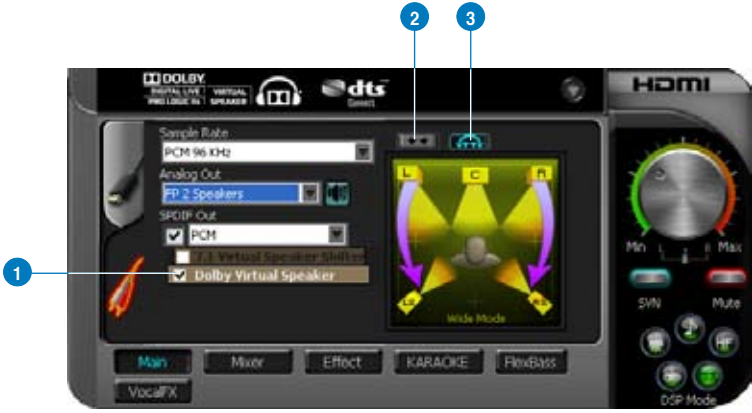 2 3
DOLBY
DIGITAL LIVE VIRTUAL
PRO LOGIC IIx SPEAKER
dts
Connect
HDMI
Sample Rate
PCM 96 KHz
Analog Out
FP 2 Speakers
SPDIF Out
PCM
7.1 Virtual Speaker Shifter
1
Dolby Virtual Speaker
L C R
Ls Rs
Wide Mode
Min L R Max
SVN Mute
HF
DSP Mode
Main Mixer Effect KARAOKE FlexBass
VocalFX